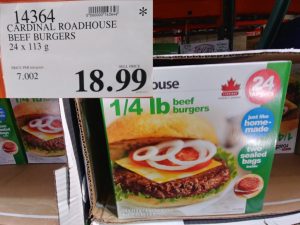 14364
*
CARDINAL ROADHOUSE
BEEF BURGERS
24 x 113 g
7.002
18.99
ouse
1/4 lb beef
burgers
24
just like
home-
made
two
sealed
bags